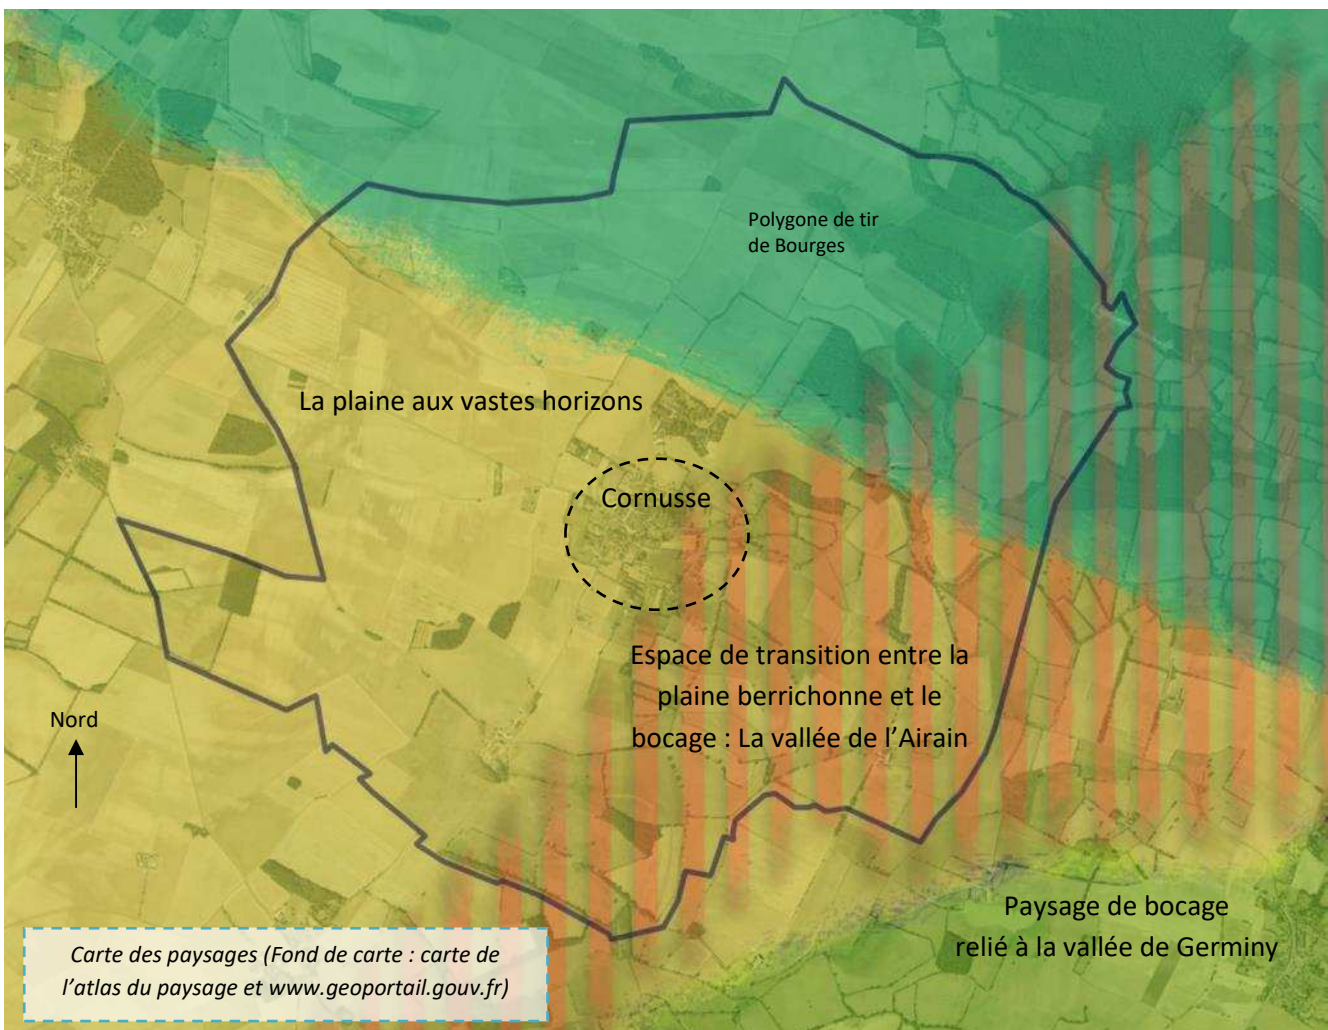 Polygone de tir
de Bourges
La plaine aux vastes horizons
Cornusse
Espace de transition entre la
plaine berrichonne et le
bocage : La vallée de l'Airain
Nord
Paysage de bocage
relié à la vallée de Germiny
Carte des paysages (Fond de carte : carte de
l'atlas du paysage et www.geoportail.gouv.fr)